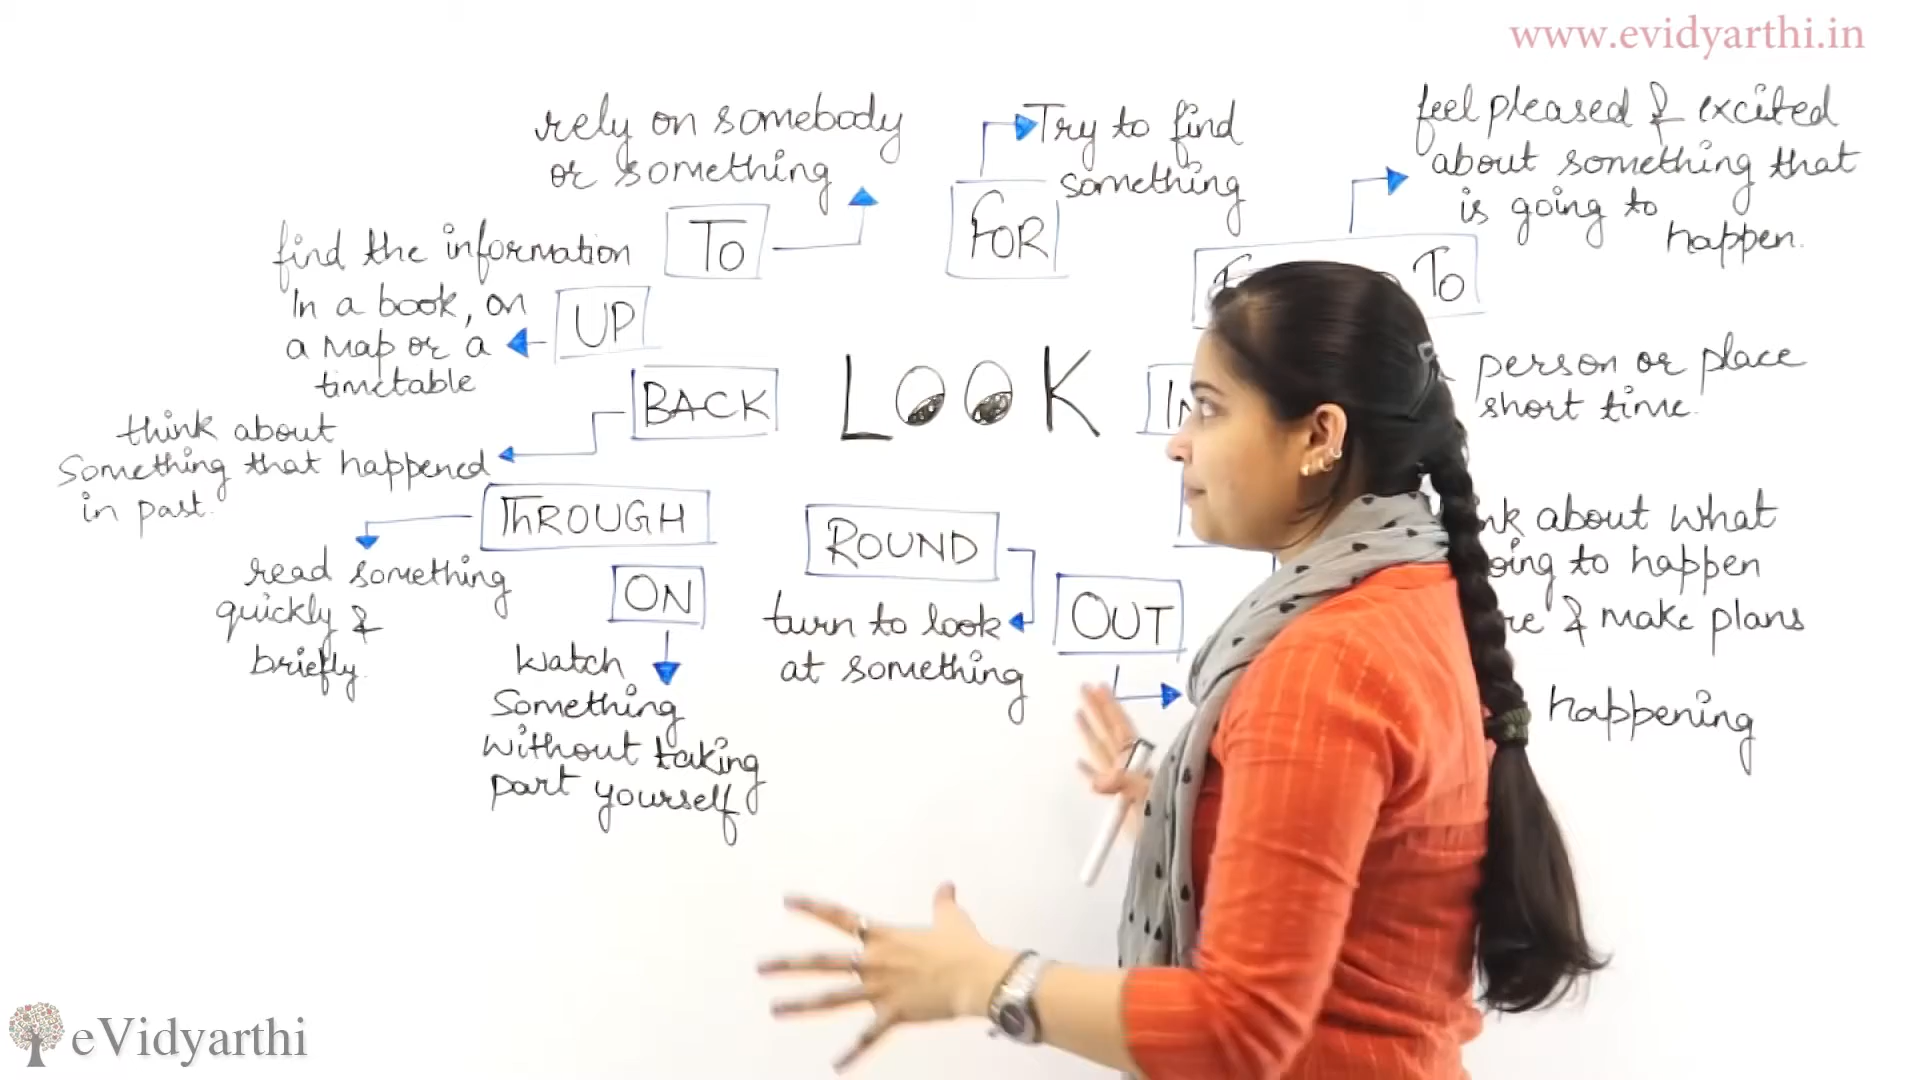 www.evidyarthi.in
rely on somebody
or something
TO
Try to find
something
FOR
feel pleased & excited
about something that
is going to
happen.
TO
find the information
In a book, on
a map or a
timetable
UP
BACK
LOOK
IN
person or place
short time.
think about
Something that happened
in past.
THROUGH
read something
quickly &
briefly.
ON
Watch
Something
without taking
part yourself
ROUND
turn to look
at something
OUT
about what
to happen
& make plans
happening
eVidyarthi